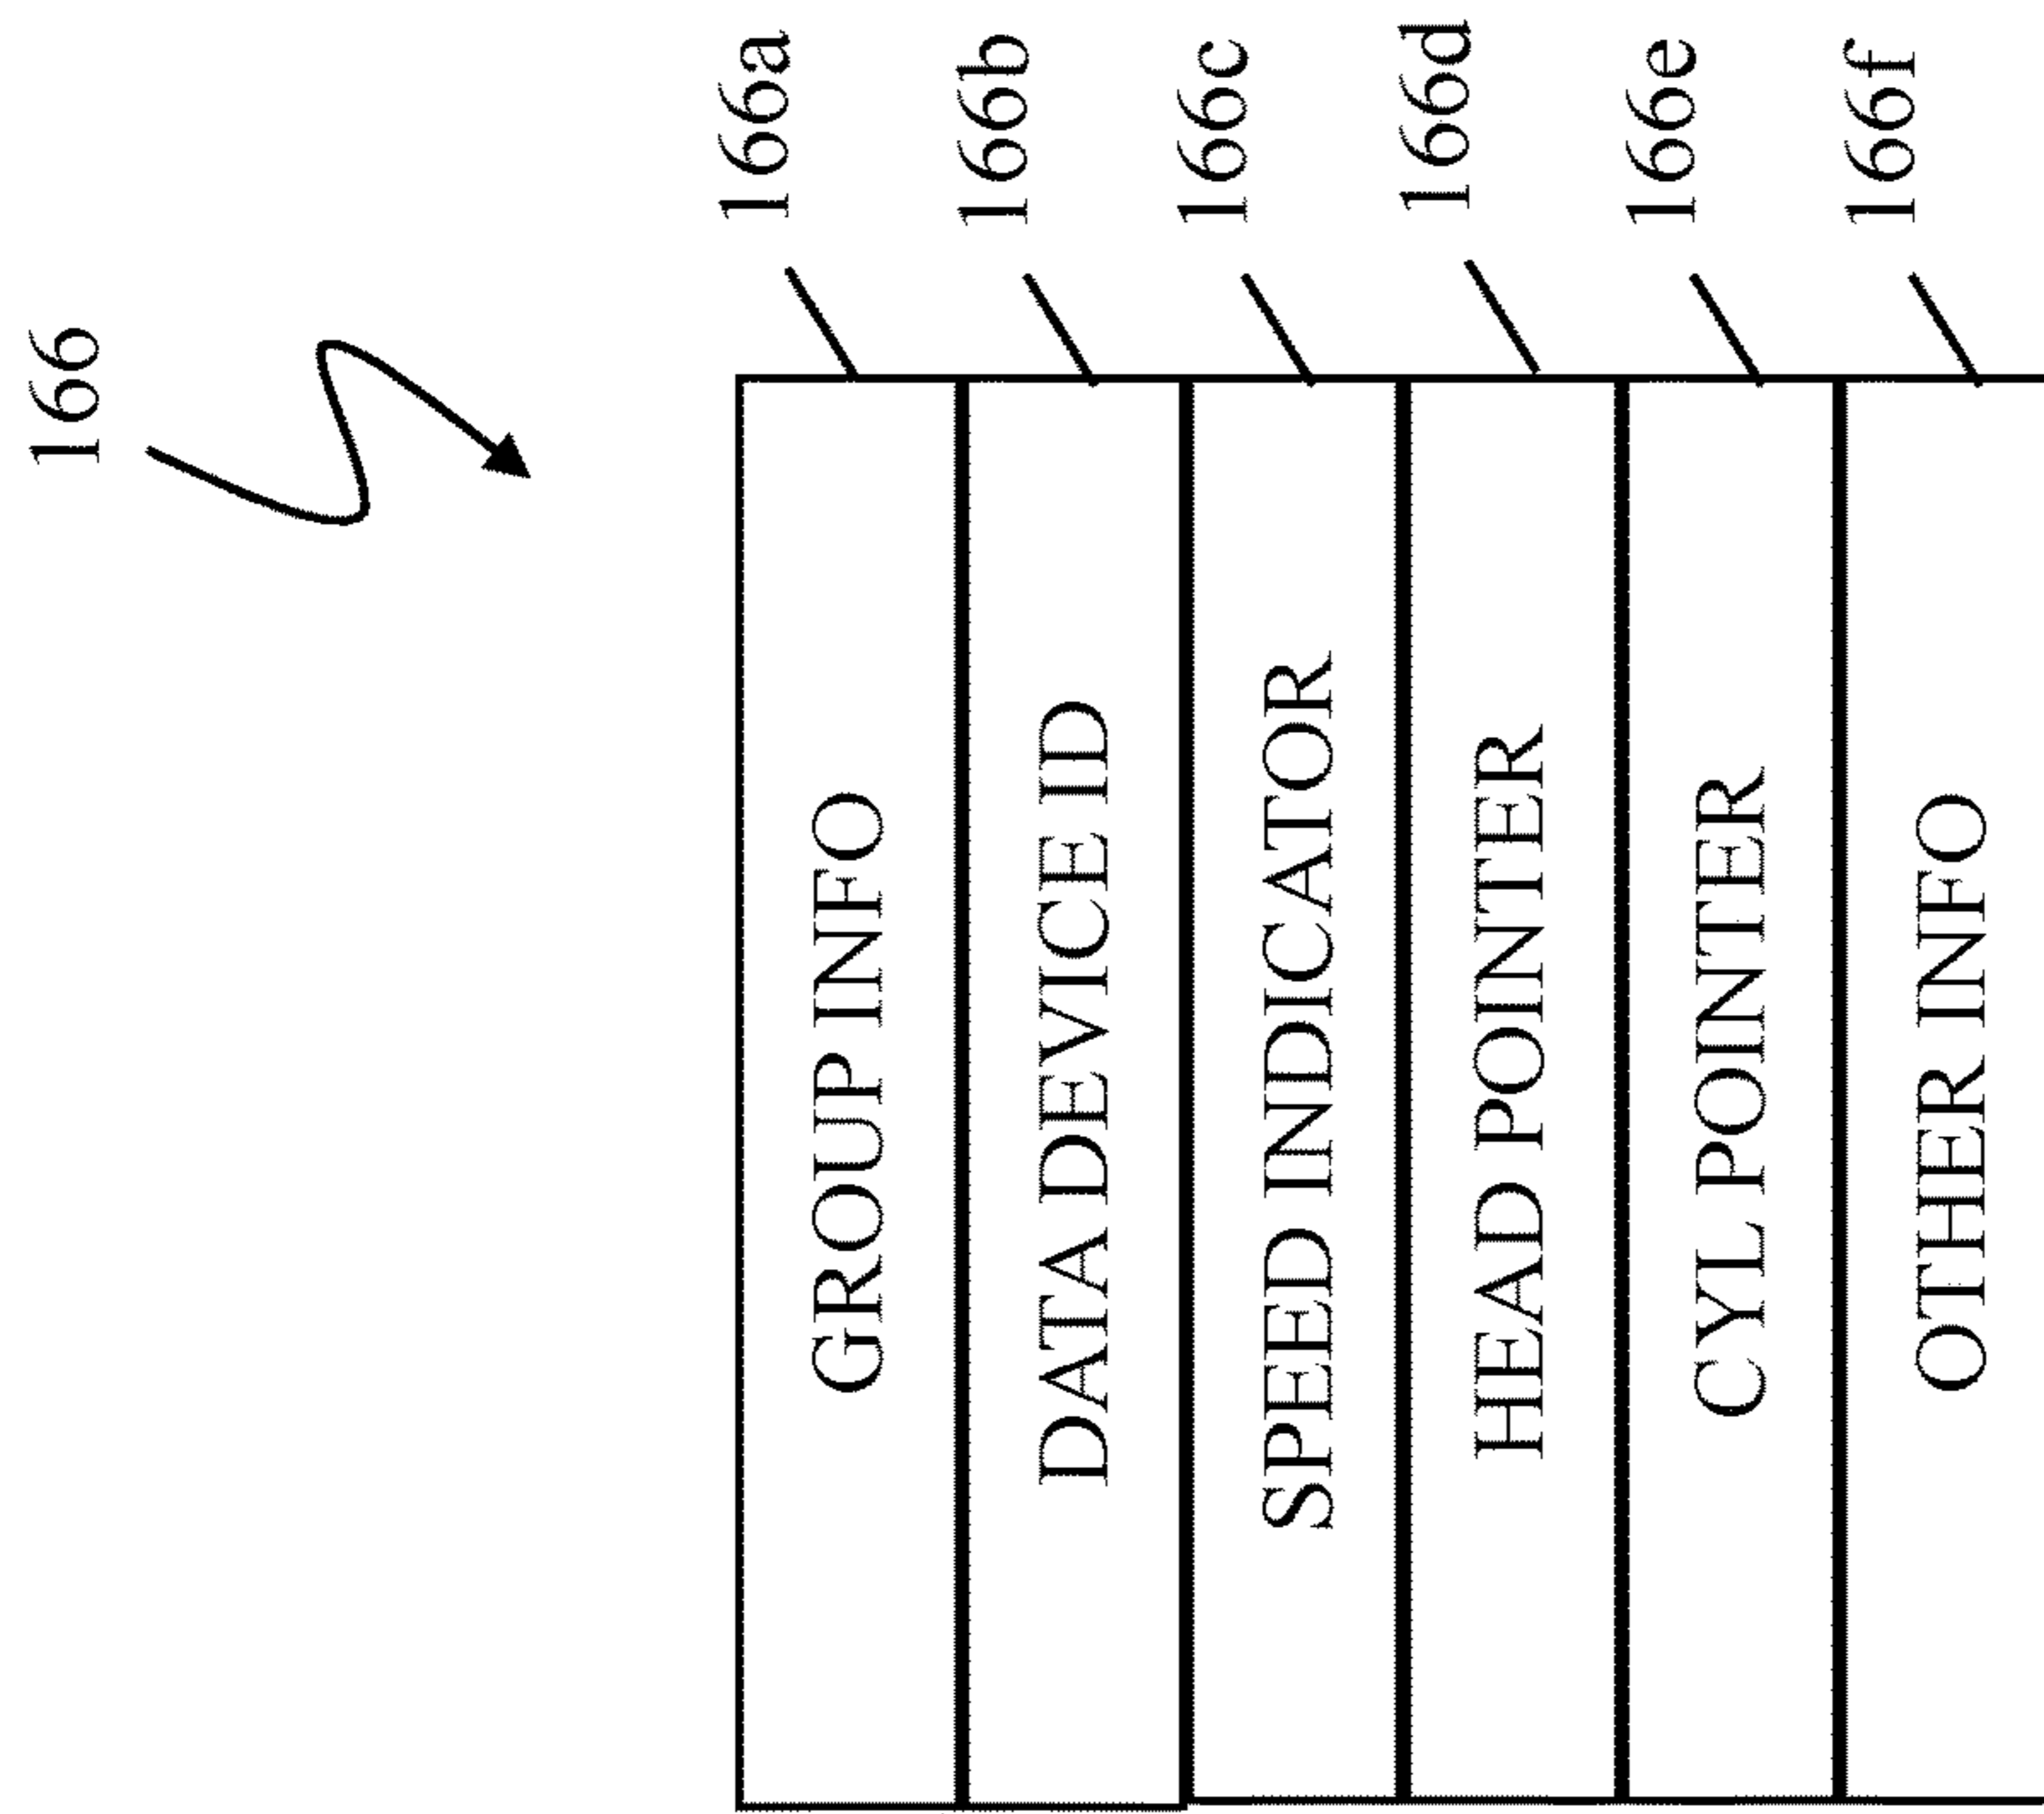 166
GROUP INFO 166a
DATA DEVICE ID 166b
SPEED INDICATOR 166c
HEAD POINTER 166d
CYL POINTER 166e
OTHER INFO 166f